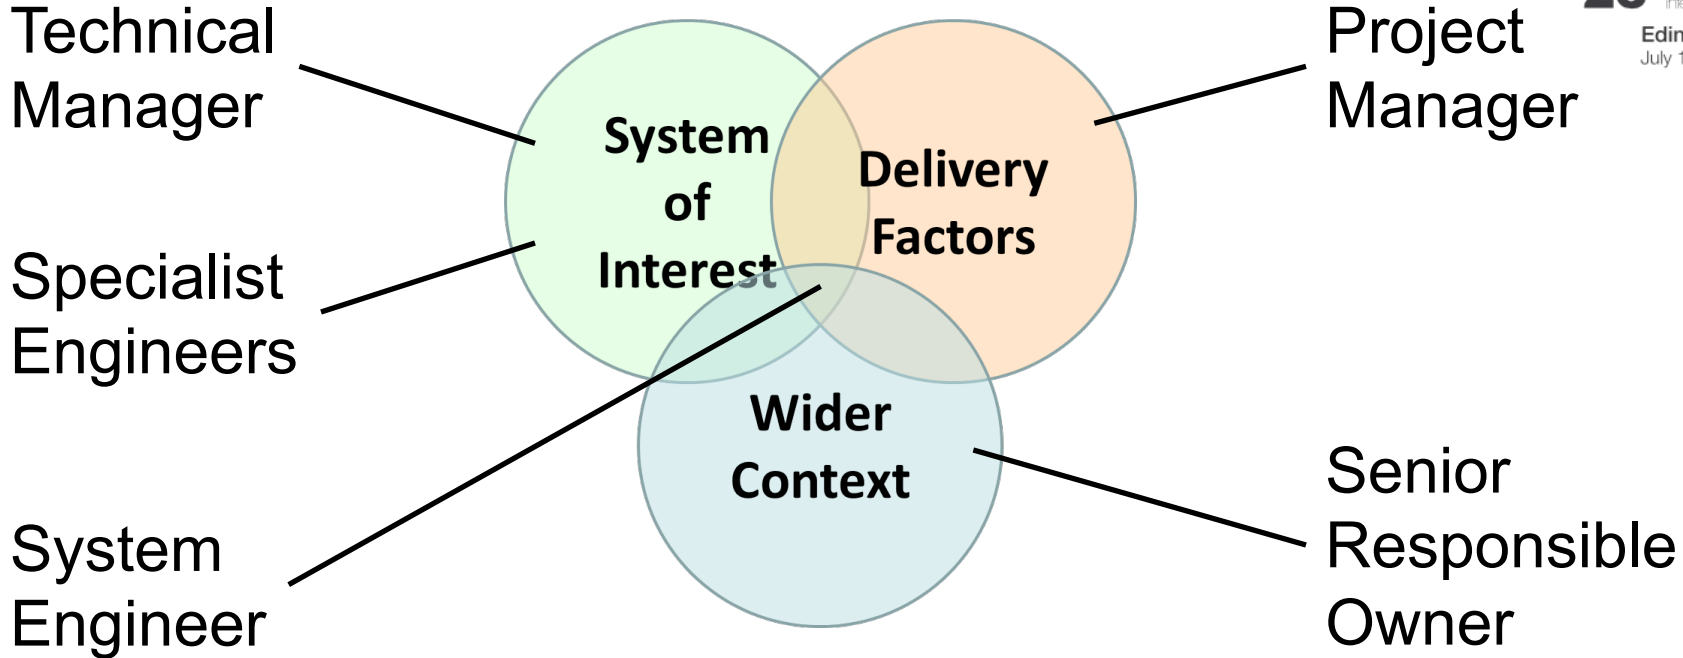 Technical
Manager
Specialist
Engineers
System
Engineer
System
of
Interest
Delivery
Factors
Wider
Context
Project
Manager
Senior
Responsible
Owner